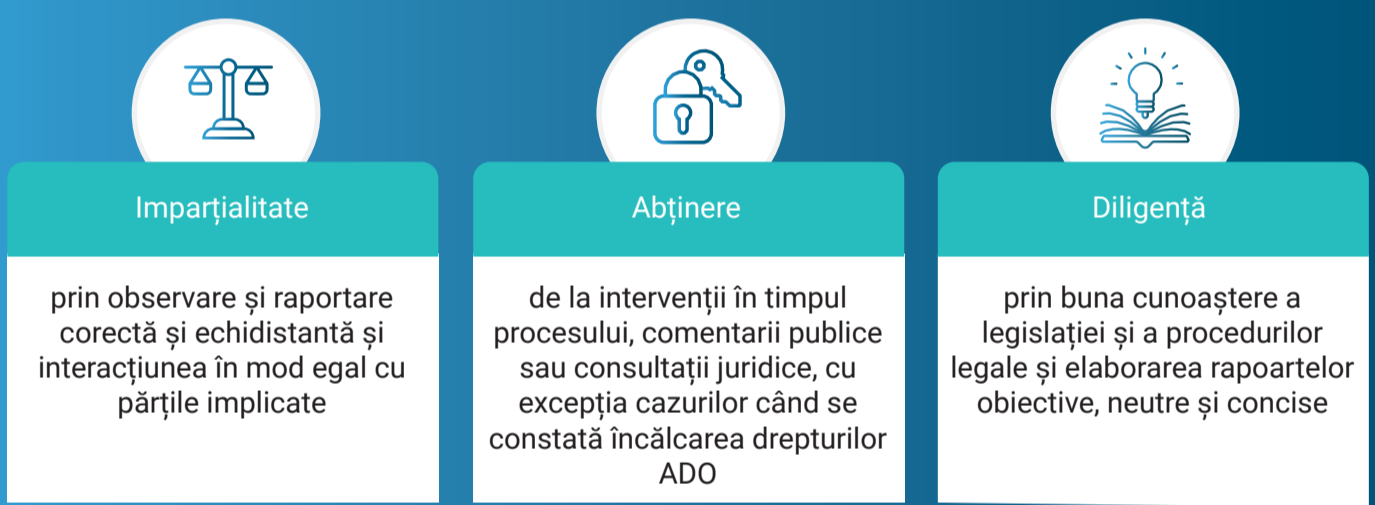 Imparțialitate
prin observare și raportare
corectă și echidistantă și
interacțiunea în mod egal cu
părțile implicate
Abținere
de la intervenții în timpul
procesului, comentarii publice
sau consultații juridice, cu
excepția cazurilor când se
constată încălcarea drepturilor
ADO
Diligență
prin buna cunoaștere a
legislației și a procedurilor
legale și elaborarea rapoartelor
obiective, neutre și concise